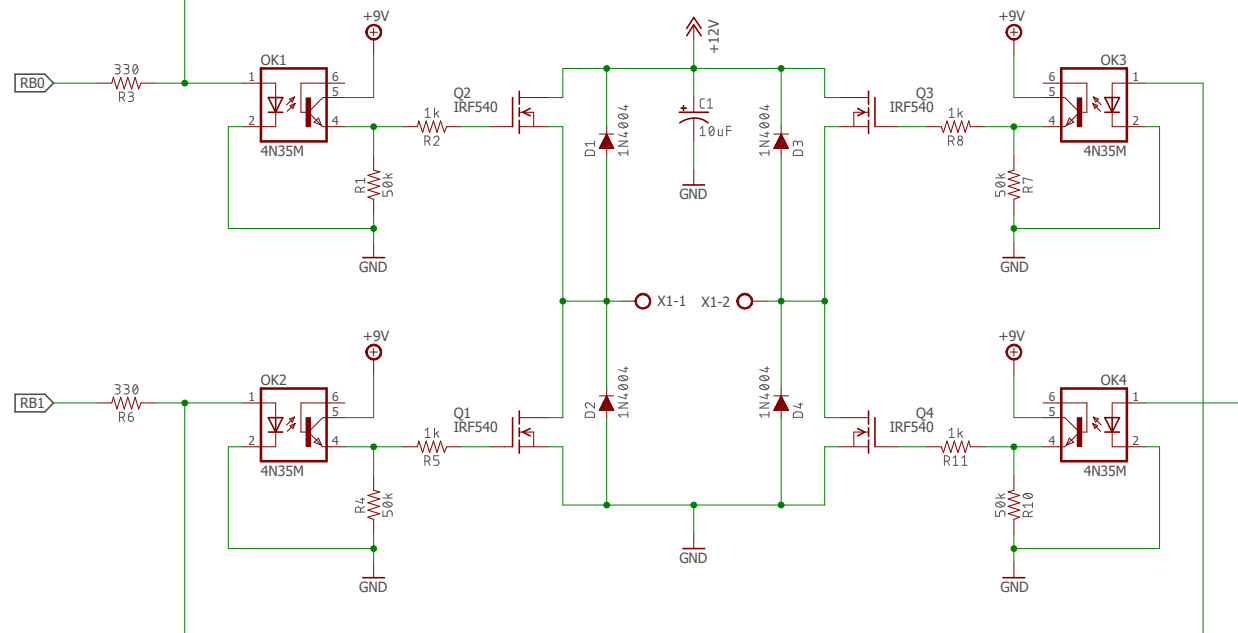 +9V
+12V
+9V
OK1
OK3
RB0
330
R3
1
2
6
5
4
4N35M
Q2
IRF540
1k
R2
R1
50k
GND
D1
1N4004
C1
10uF
GND
1N4004
D3
Q3
IRF540
1k
R8
6
5
4
1
2
4N35M
50k
R7
GND
X1-1
X1-2
+9V
+9V
OK2
OK4
RB1
330
R6
1
2
6
5
4
4N35M
Q1
IRF540
1k
R5
R4
50k
GND
D2
1N4004
GND
1N4004
D4
Q4
IRF540
1k
R11
6
5
4
1
2
4N35M
50k
R10
GND